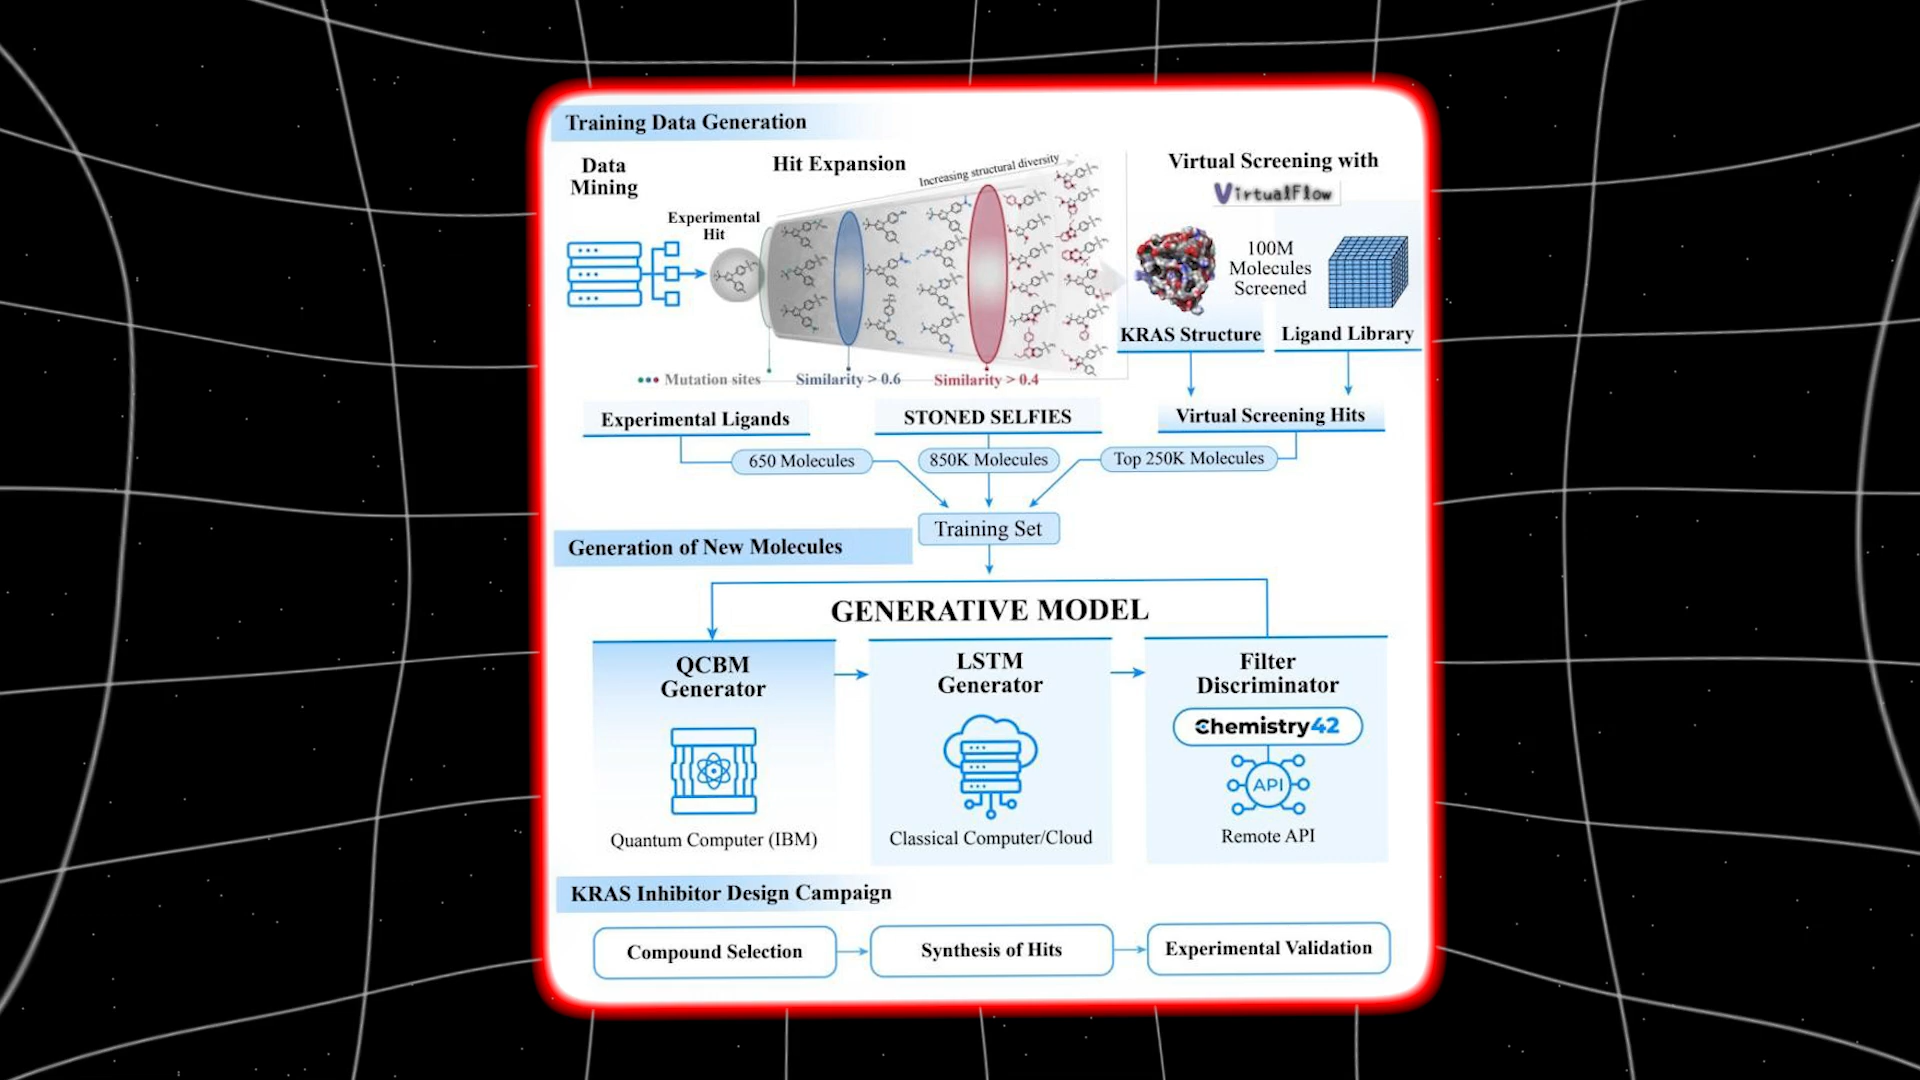 Training Data Generation
Data
Mining
Hit Expansion
Increasing structural diversity
Virtual Screening with
VirtualFlow
Experimental
Hit
100M
Molecules
Screened
KRAS Structure
Ligand Library
Mutation sites
Similarity > 0.6
Similarity > 0.4
Experimental Ligands
STONED SELFIES
Virtual Screening Hits
650 Molecules
850K Molecules
Top 250K Molecules
Training Set
Generation of New Molecules
GENERATIVE MODEL
QCBM
Generator
LSTM
Generator
Filter
Discriminator
Chemistry42
API
Quantum Computer (IBM)
Classical Computer/Cloud
Remote API
KRAS Inhibitor Design Campaign
Compound Selection
Synthesis of Hits
Experimental Validation